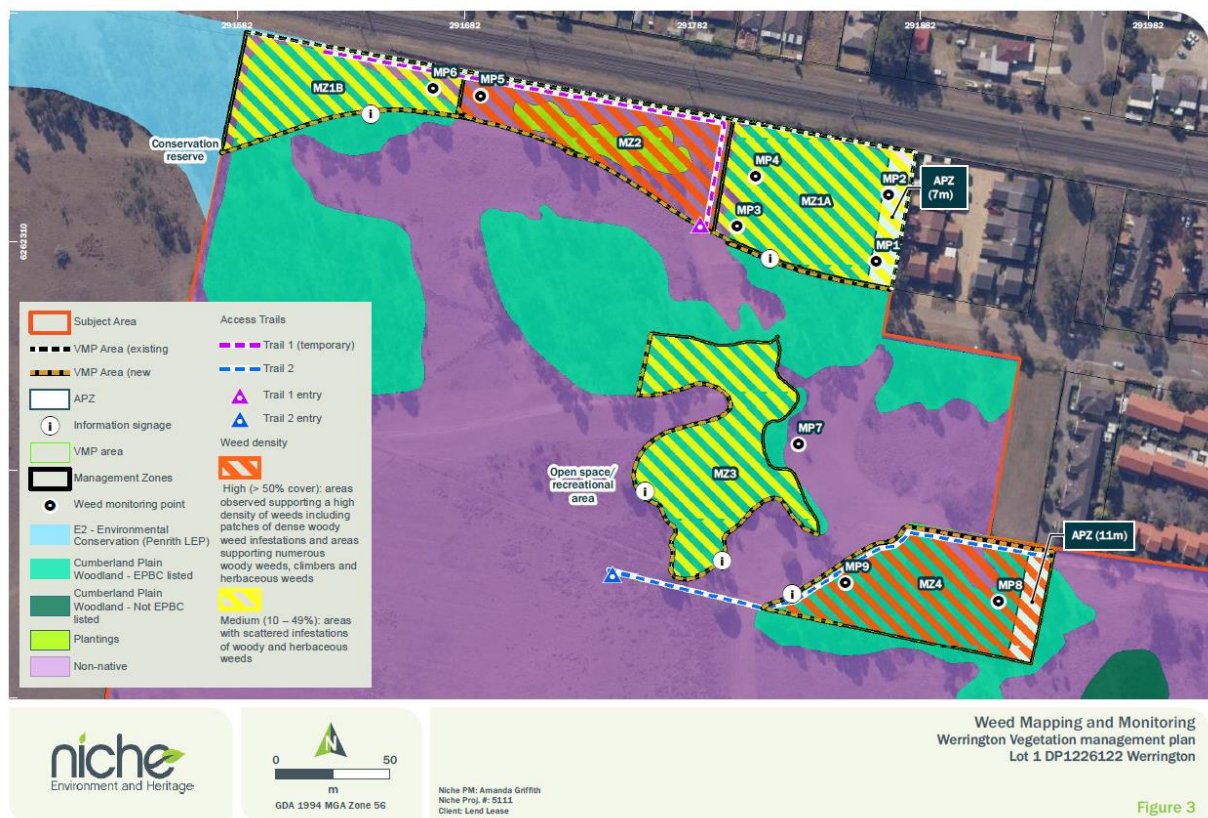 291582
291682
291782
291882
291982
6262310
MZ1B
MP6
MP5
MZ2
MP4
MP3
MZ1A
MP2
MP1
APZ
(7m)
Conservation
reserve
i
i
MZ3
MP7
Open space/
recreational
area
i
i
i
MP9
MZ4
MP8
APZ (11m)
Subject Area
VMP Area (existing
VMP Area (new
APZ
i
Information signage
VMP area
Management Zones
Weed monitoring point
E2 - Environmental
Conservation (Penrith LEP)
Cumberland Plain
Woodland - EPBC listed
Cumberland Plain
Woodland - Not EPBC
listed
Plantings
Non-native
Access Trails
Trail 1 (temporary)
Trail 2
Trail 1 entry
Trail 2 entry
Weed density
High (> 50% cover): areas
observed supporting a high
density of weeds including
patches of dense woody
weed infestations and areas
supporting numerous
woody weeds, climbers and
herbaceous weeds
Medium (10 – 49%): areas
with scattered infestations
of woody and herbaceous
weeds
niche
Environment and Heritage
N
0 50
m
GDA 1994 MGA Zone 56
Niche PM: Amanda Griffith
Niche Proj. #: 5111
Client: Lend Lease
Weed Mapping and Monitoring
Werrington Vegetation management plan
Lot 1 DP1226122 Werrington
Figure 3